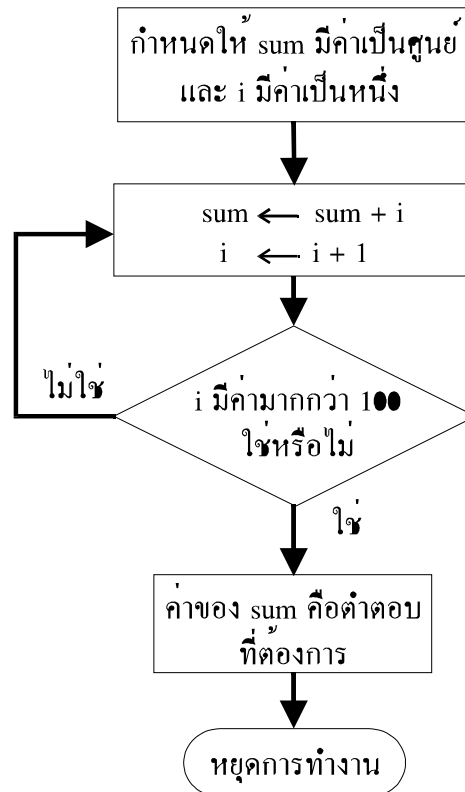 กำหนดให้ sum มีค่าเป็นศูนย์
และ i มีค่าเป็นหนึ่ง
sum ← sum + i
i ← i + 1
ไม่ใช่
i มีค่ามากกว่า 100
ใช่หรือไม่
ใช่
ค่าของ sum คือคำตอบ
ที่ต้องการ
หยุดการทำงาน